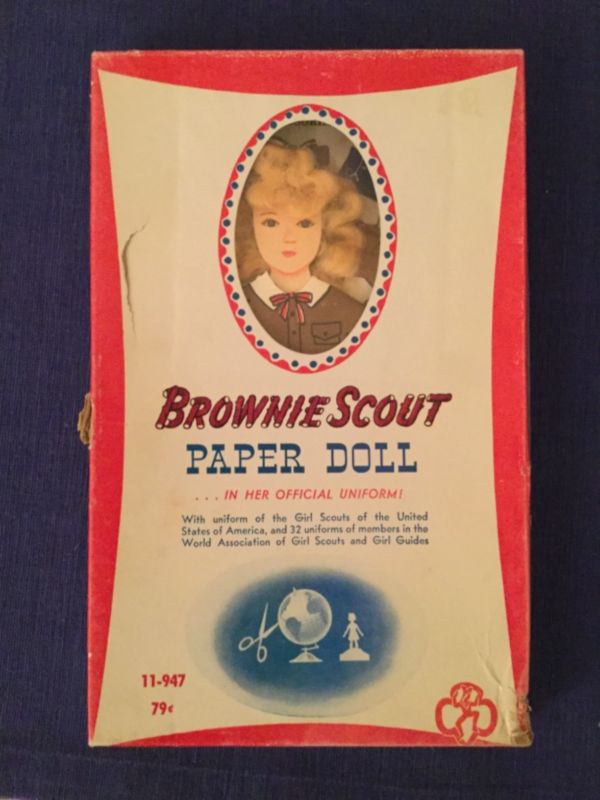 BROWNIE SCOUT
PAPER DOLL
. . . IN HER OFFICIAL UNIFORM!
With uniform of the Girl Scouts of the United
States of America, and 32 uniforms of members in the
World Association of Girl Scouts and Girl Guides
11-947
79¢